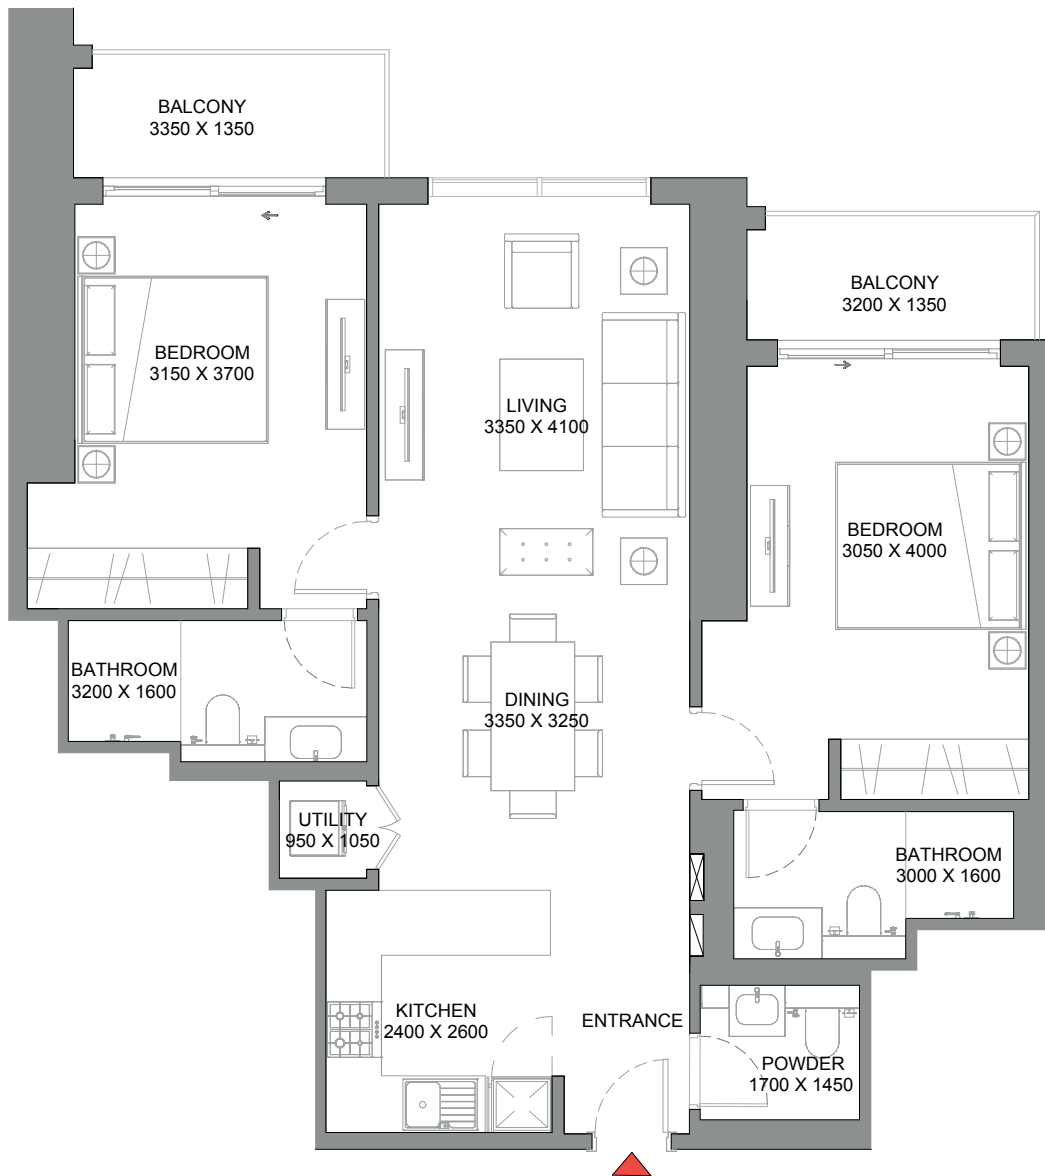 BALCONY
3350 X 1350
BALCONY
3200 X 1350
BEDROOM
3150 X 3700
LIVING
3350 X 4100
BEDROOM
3050 X 4000
BATHROOM
3200 X 1600
DINING
3350 X 3250
UTILITY
950 X 1050
BATHROOM
3000 X 1600
KITCHEN
2400 X 2600
ENTRANCE
POWDER
1700 X 1450